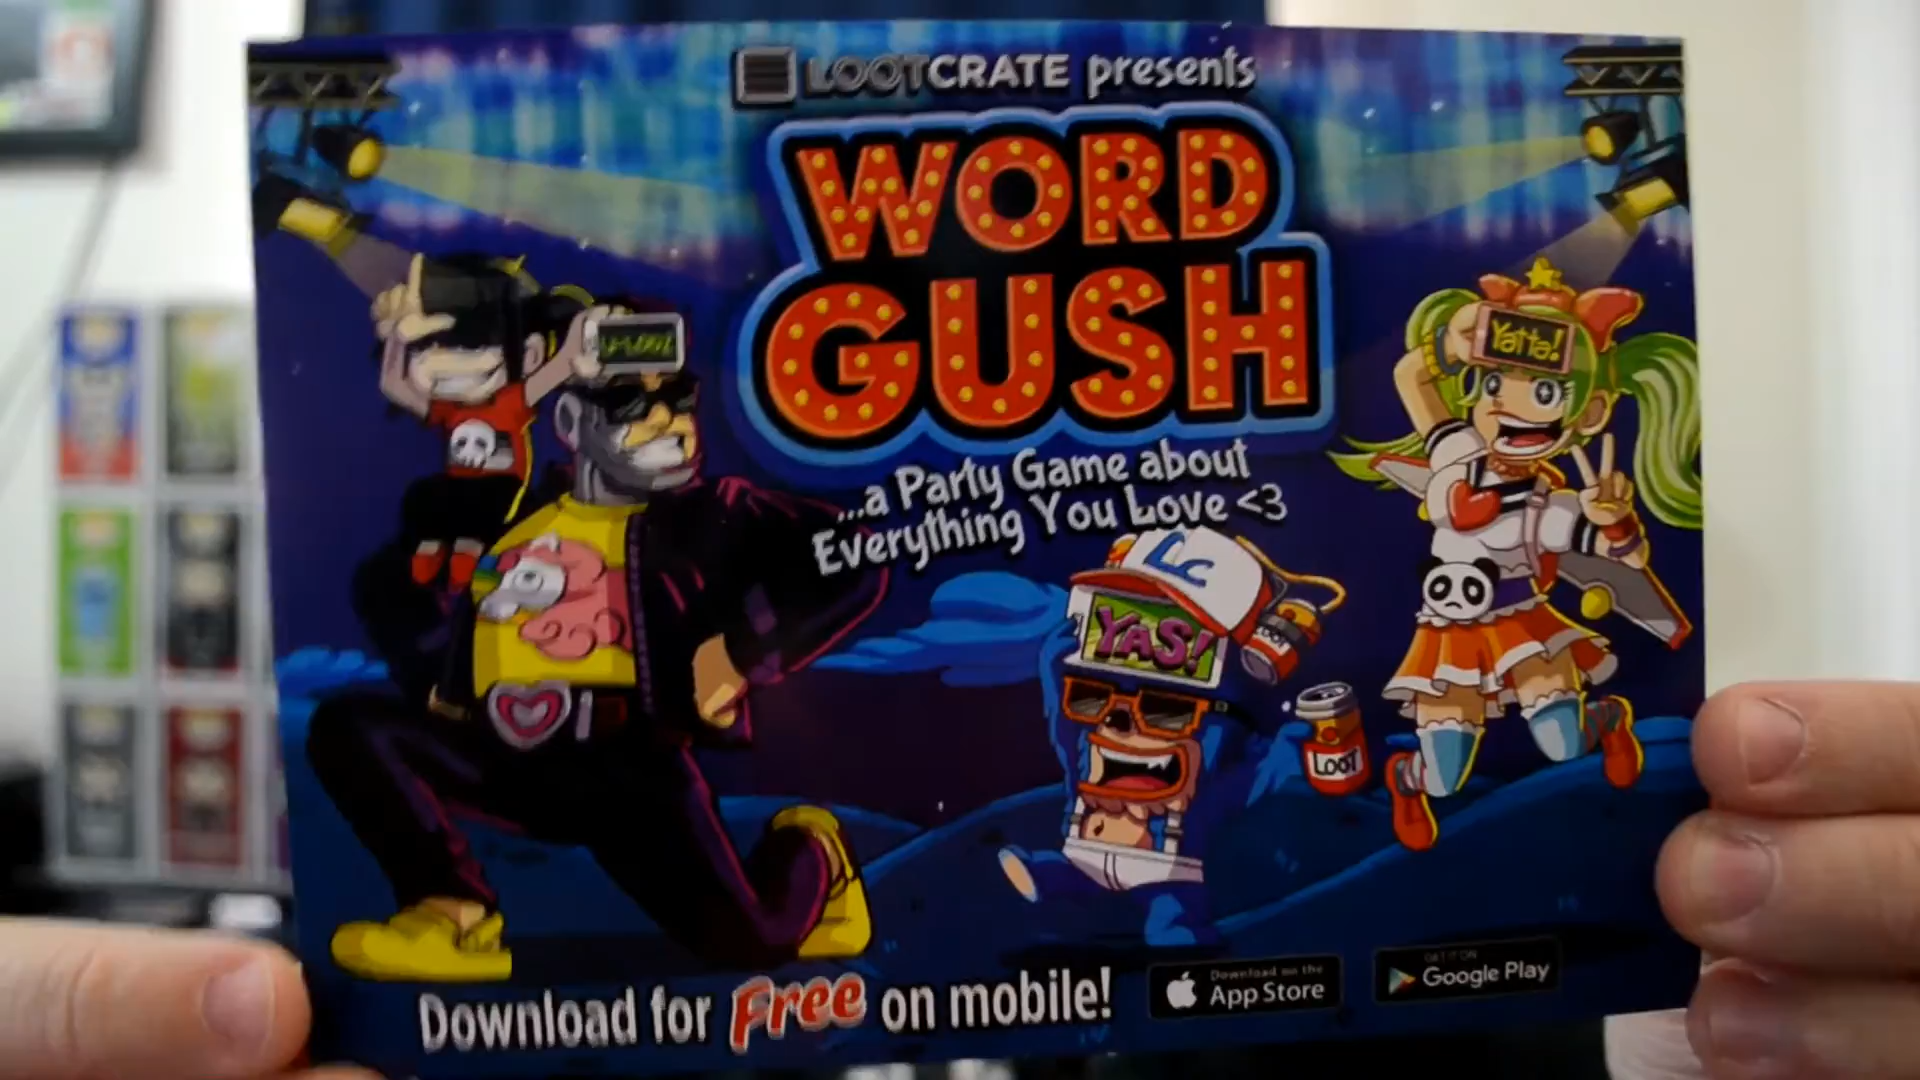 LOOTCRATE presents
WORD
GUSH
...a Party Game about
Everything You Love <3
Yatta!
LC
YAS!
LOOT
Download for Free on mobile!
Download on the
App Store
GET IT ON
Google Play